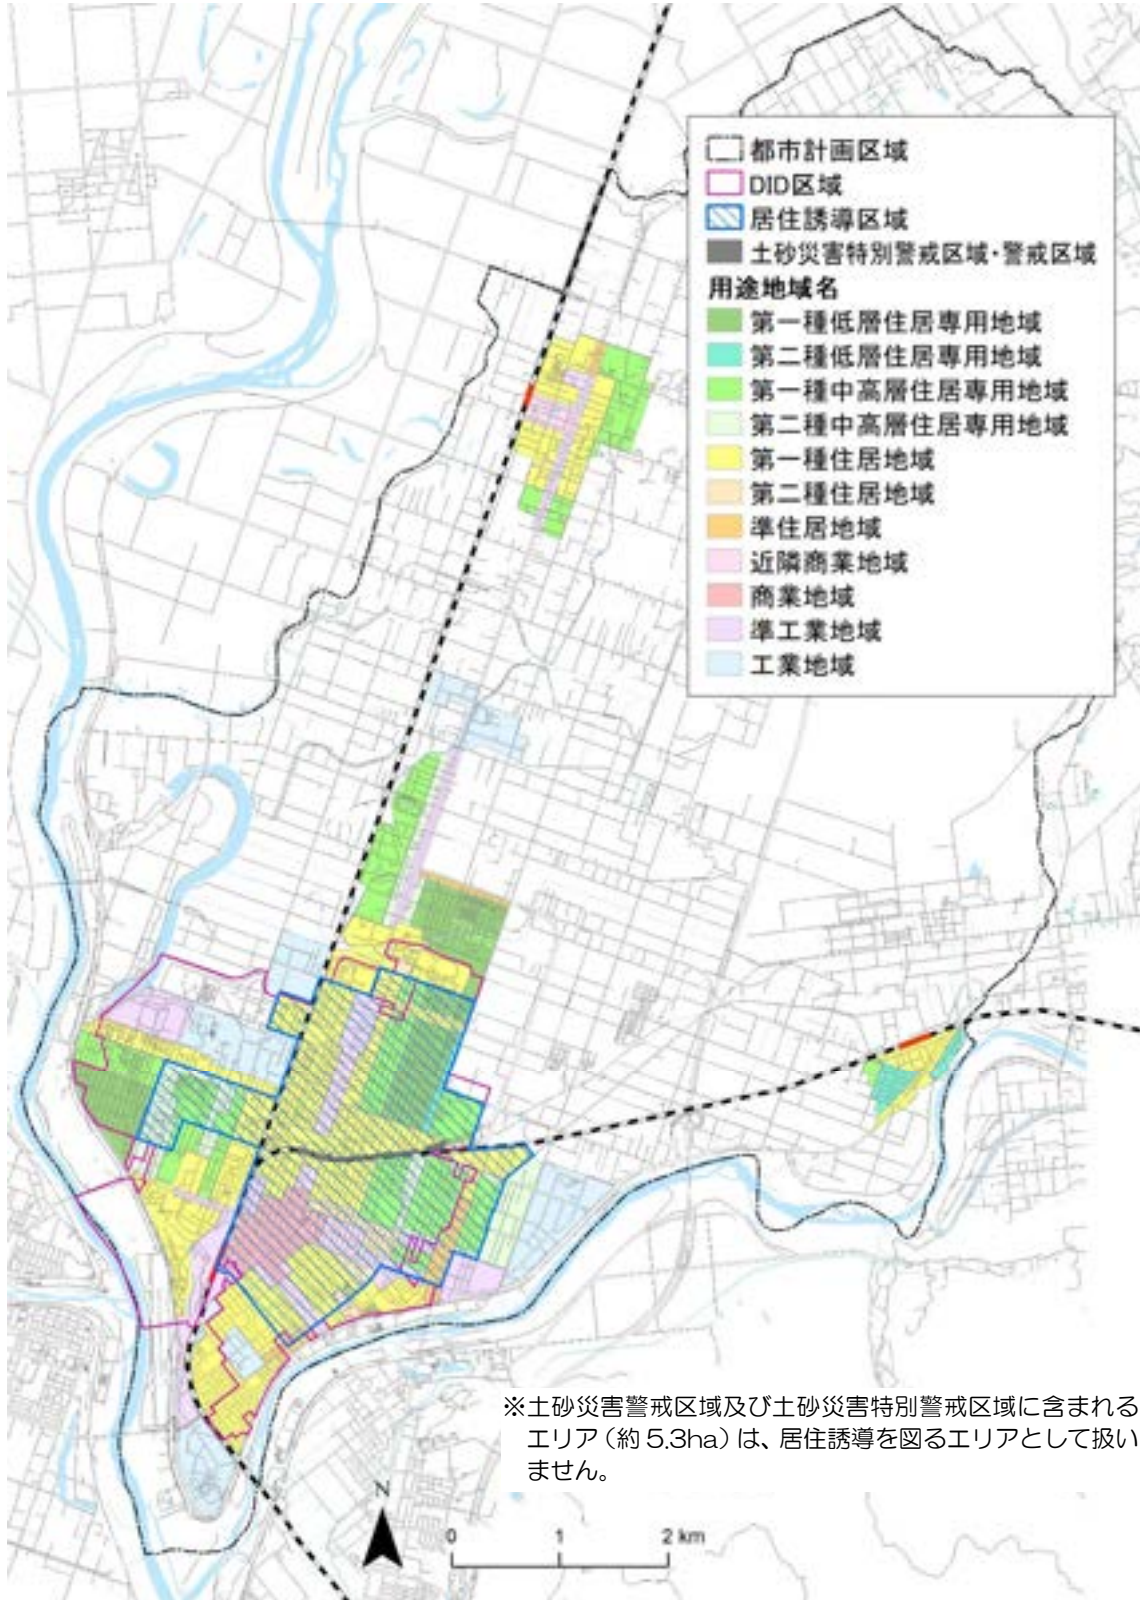 都市計画区域
DID区域
居住誘導区域
土砂災害特別警戒区域・警戒区域
用途地域名
第一種低層住居専用地域
第二種低層住居専用地域
第一種中高層住居専用地域
第二種中高層住居専用地域
第一種住居地域
第二種住居地域
準住居地域
近隣商業地域
商業地域
準工業地域
工業地域
※土砂災害警戒区域及び土砂災害特別警戒区域に含まれる
エリア（約 5.3ha）は、居住誘導を図るエリアとして扱い
ません。
N
0 1 2 km